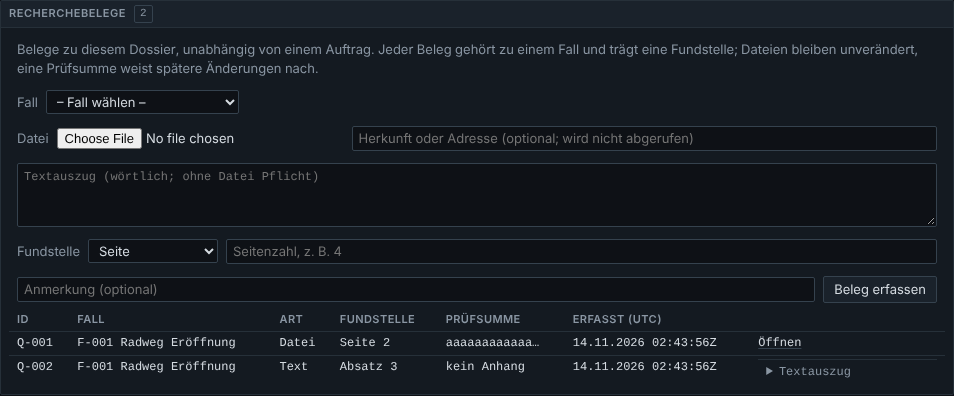 RECHERCHEBELEGE 2
Belege zu diesem Dossier, unabhängig von einem Auftrag. Jeder Beleg gehört zu einem Fall und trägt eine Fundstelle; Dateien bleiben unverändert,
eine Prüfsumme weist spätere Änderungen nach.
Fall – Fall wählen –
Datei Choose File No file chosen Herkunft oder Adresse (optional; wird nicht abgerufen)
Textauszug (wörtlich; ohne Datei Pflicht)
Fundstelle Seite Seitenzahl, z. B. 4
Anmerkung (optional) Beleg erfassen
ID FALL ART FUNDSTELLE PRÜFSUMME ERFASST (UTC)
Q-001 F-001 Radweg Eröffnung Datei Seite 2 aaaaaaaaaaaa… 14.11.2026 02:43:56Z Öffnen
Q-002 F-001 Radweg Eröffnung Text Absatz 3 kein Anhang 14.11.2026 02:43:56Z ▶ Textauszug